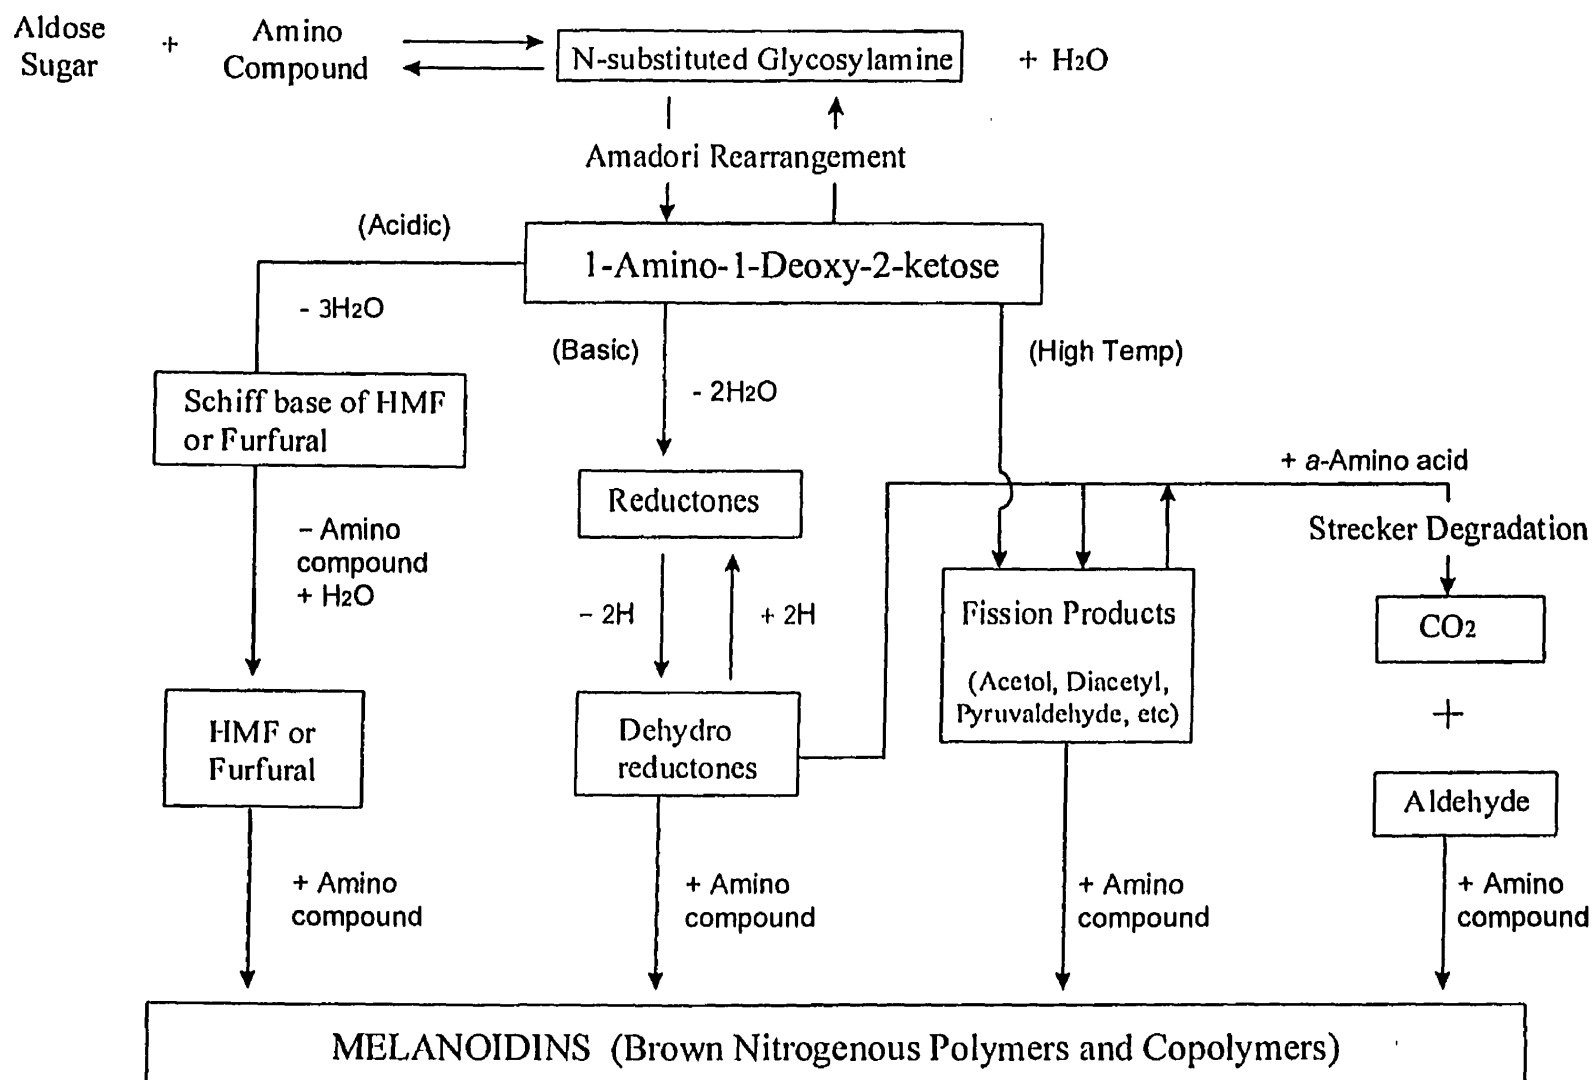 Aldose
Sugar
+
Amino
Compound
N-substituted Glycosylamine
+ H2O
Amadori Rearrangement
(Acidic)
1-Amino-1-Deoxy-2-ketose
- 3H2O
(Basic)
(High Temp)
- 2H2O
Schiff base of HMF
or Furfural
+ a-Amino acid
Reductones
Strecker Degradation
– Amino
compound
+ H2O
– 2H
+ 2H
Fission Products
(Acetol, Diacetyl,
Pyruvaldehyde, etc)
CO2
+
HMF or
Furfural
Dehydro
reductones
Aldehyde
+ Amino
compound
+ Amino
compound
+ Amino
compound
+ Amino
compound
MELANOIDINS (Brown Nitrogenous Polymers and Copolymers)